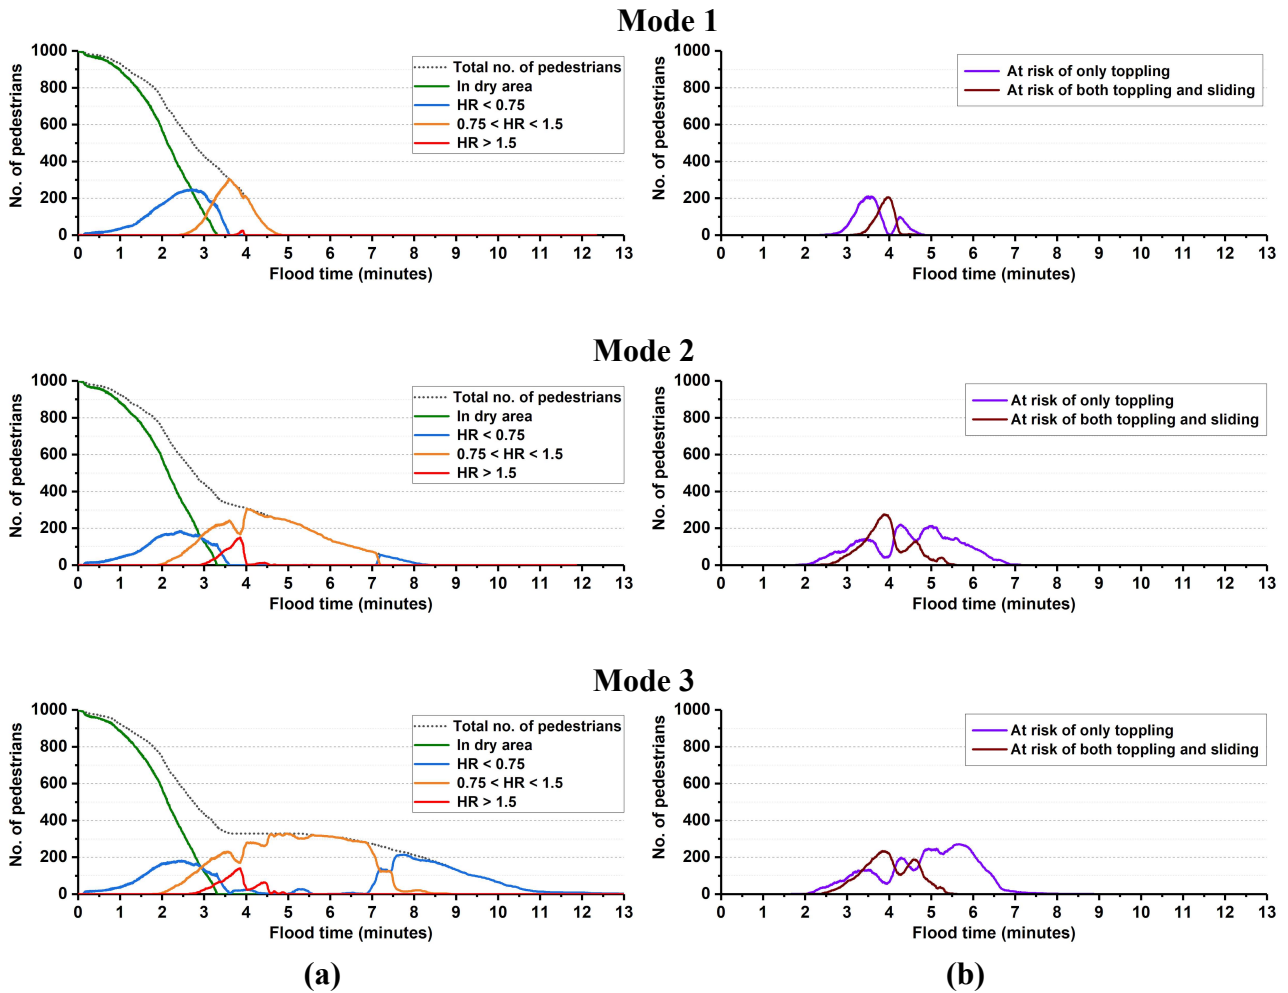 Mode 1
1000
800
600
400
200
0
No. of pedestrians
Total no. of pedestrians
In dry area
HR < 0.75
0.75 < HR < 1.5
HR > 1.5
0 1 2 3 4 5 6 7 8 9 10 11 12 13
Flood time (minutes)
1000
800
600
400
200
0
No. of pedestrians
At risk of only toppling
At risk of both toppling and sliding
0 1 2 3 4 5 6 7 8 9 10 11 12 13
Flood time (minutes)
Mode 2
1000
800
600
400
200
0
No. of pedestrians
Total no. of pedestrians
In dry area
HR < 0.75
0.75 < HR < 1.5
HR > 1.5
0 1 2 3 4 5 6 7 8 9 10 11 12 13
Flood time (minutes)
1000
800
600
400
200
0
No. of pedestrians
At risk of only toppling
At risk of both toppling and sliding
0 1 2 3 4 5 6 7 8 9 10 11 12 13
Flood time (minutes)
Mode 3
1000
800
600
400
200
0
No. of pedestrians
Total no. of pedestrians
In dry area
HR < 0.75
0.75 < HR < 1.5
HR > 1.5
0 1 2 3 4 5 6 7 8 9 10 11 12 13
Flood time (minutes)
1000
800
600
400
200
0
No. of pedestrians
At risk of only toppling
At risk of both toppling and sliding
0 1 2 3 4 5 6 7 8 9 10 11 12 13
Flood time (minutes)
(a)
(b)